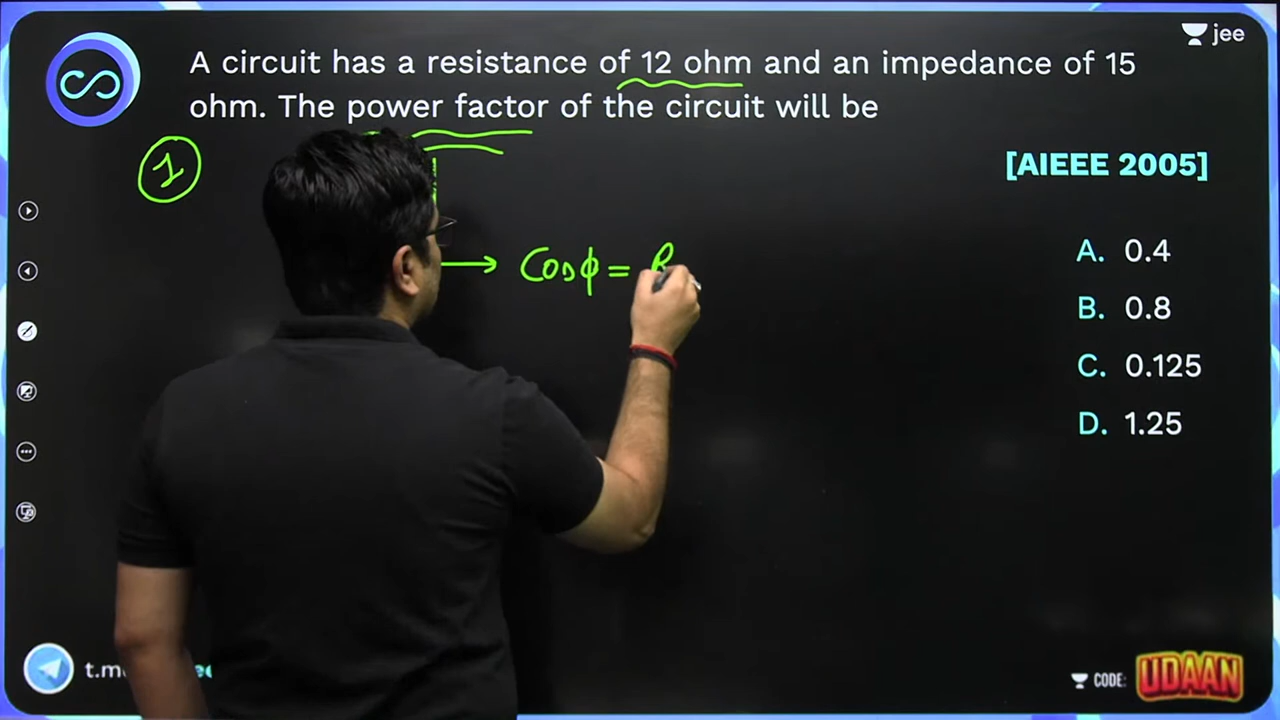 jee
A circuit has a resistance of 12 ohm and an impedance of 15
ohm. The power factor of the circuit will be
[AIEEE 2005]
1
Cosϕ = R
A. 0.4
B. 0.8
C. 0.125
D. 1.25
CODE: UDAAN